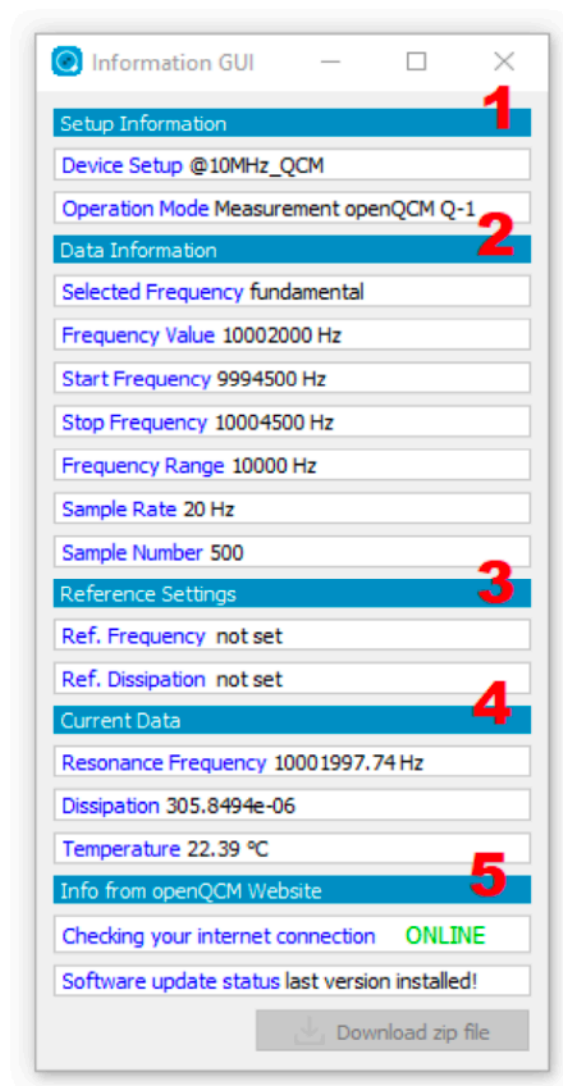 Information GUI
1
Setup Information
Device Setup @10MHz_QCM
Operation Mode Measurement openQCM Q-1
2
Data Information
Selected Frequency fundamental
Frequency Value 10002000 Hz
Start Frequency 9994500 Hz
Stop Frequency 10004500 Hz
Frequency Range 10000 Hz
Sample Rate 20 Hz
Sample Number 500
3
Reference Settings
Ref. Frequency not set
Ref. Dissipation not set
4
Current Data
Resonance Frequency 10001997.74 Hz
Dissipation 305.8494e-06
Temperature 22.39 °C
5
Info from openQCM Website
Checking your internet connection ONLINE
Software update status last version installed!
Download zip file